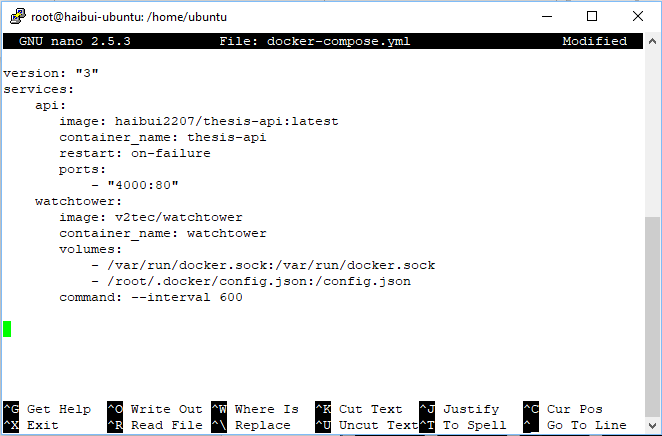 root@haibui-ubuntu: /home/ubuntu
GNU nano 2.5.3 File: docker-compose.yml Modified
version: "3"
services:
    api:
       image: haibui2207/thesis-api:latest
       container_name: thesis-api
       restart: on-failure
       ports:
           - "4000:80"
    watchtower:
       image: v2tec/watchtower
       container_name: watchtower
       volumes:
           - /var/run/docker.sock:/var/run/docker.sock
           - /root/.docker/config.json:/config.json
       command: --interval 600
^G Get Help ^O Write Out ^W Where Is ^K Cut Text ^J Justify ^C Cur Pos
^X Exit ^R Read File ^\ Replace ^U Uncut Text ^T To Spell ^_ Go To Line